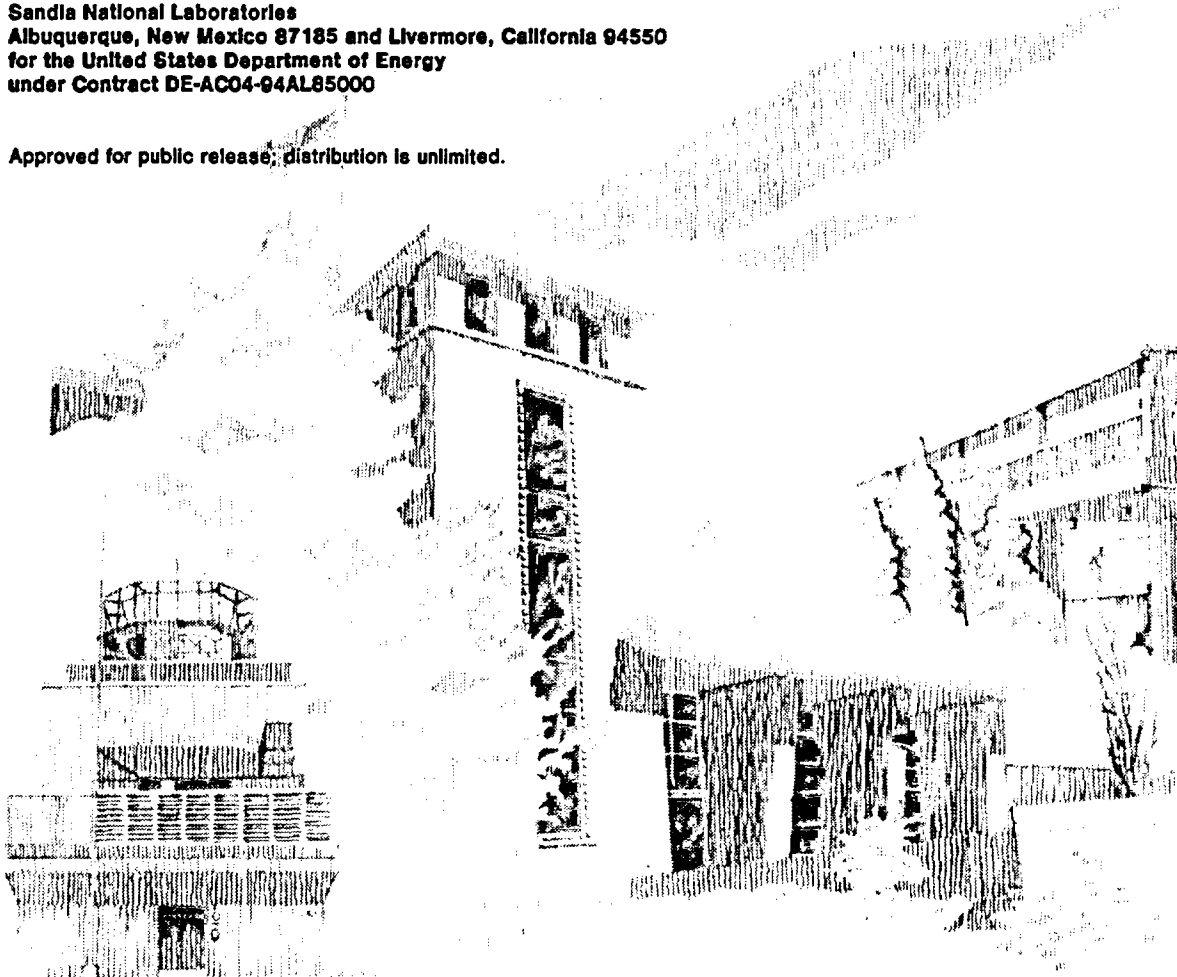 Sandia National Laboratories
Albuquerque, New Mexico 87185 and Livermore, California 94550
for the United States Department of Energy
under Contract DE-AC04-94AL85000
Approved for public release; distribution is unlimited.